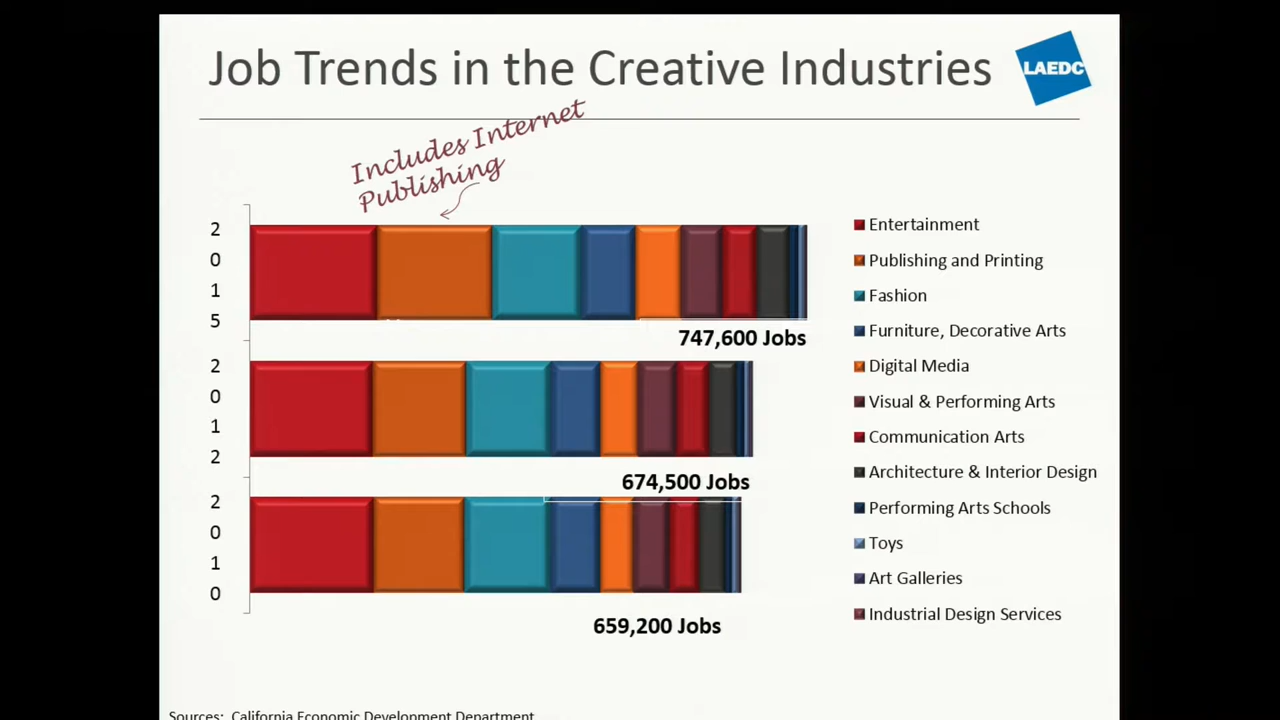 Job Trends in the Creative Industries
LAEDC
Includes Internet
Publishing
2
0
1
5
747,600 Jobs
2
0
1
2
674,500 Jobs
2
0
1
0
659,200 Jobs
Entertainment
Publishing and Printing
Fashion
Furniture, Decorative Arts
Digital Media
Visual & Performing Arts
Communication Arts
Architecture & Interior Design
Performing Arts Schools
Toys
Art Galleries
Industrial Design Services
Sources: California Economic Development Department